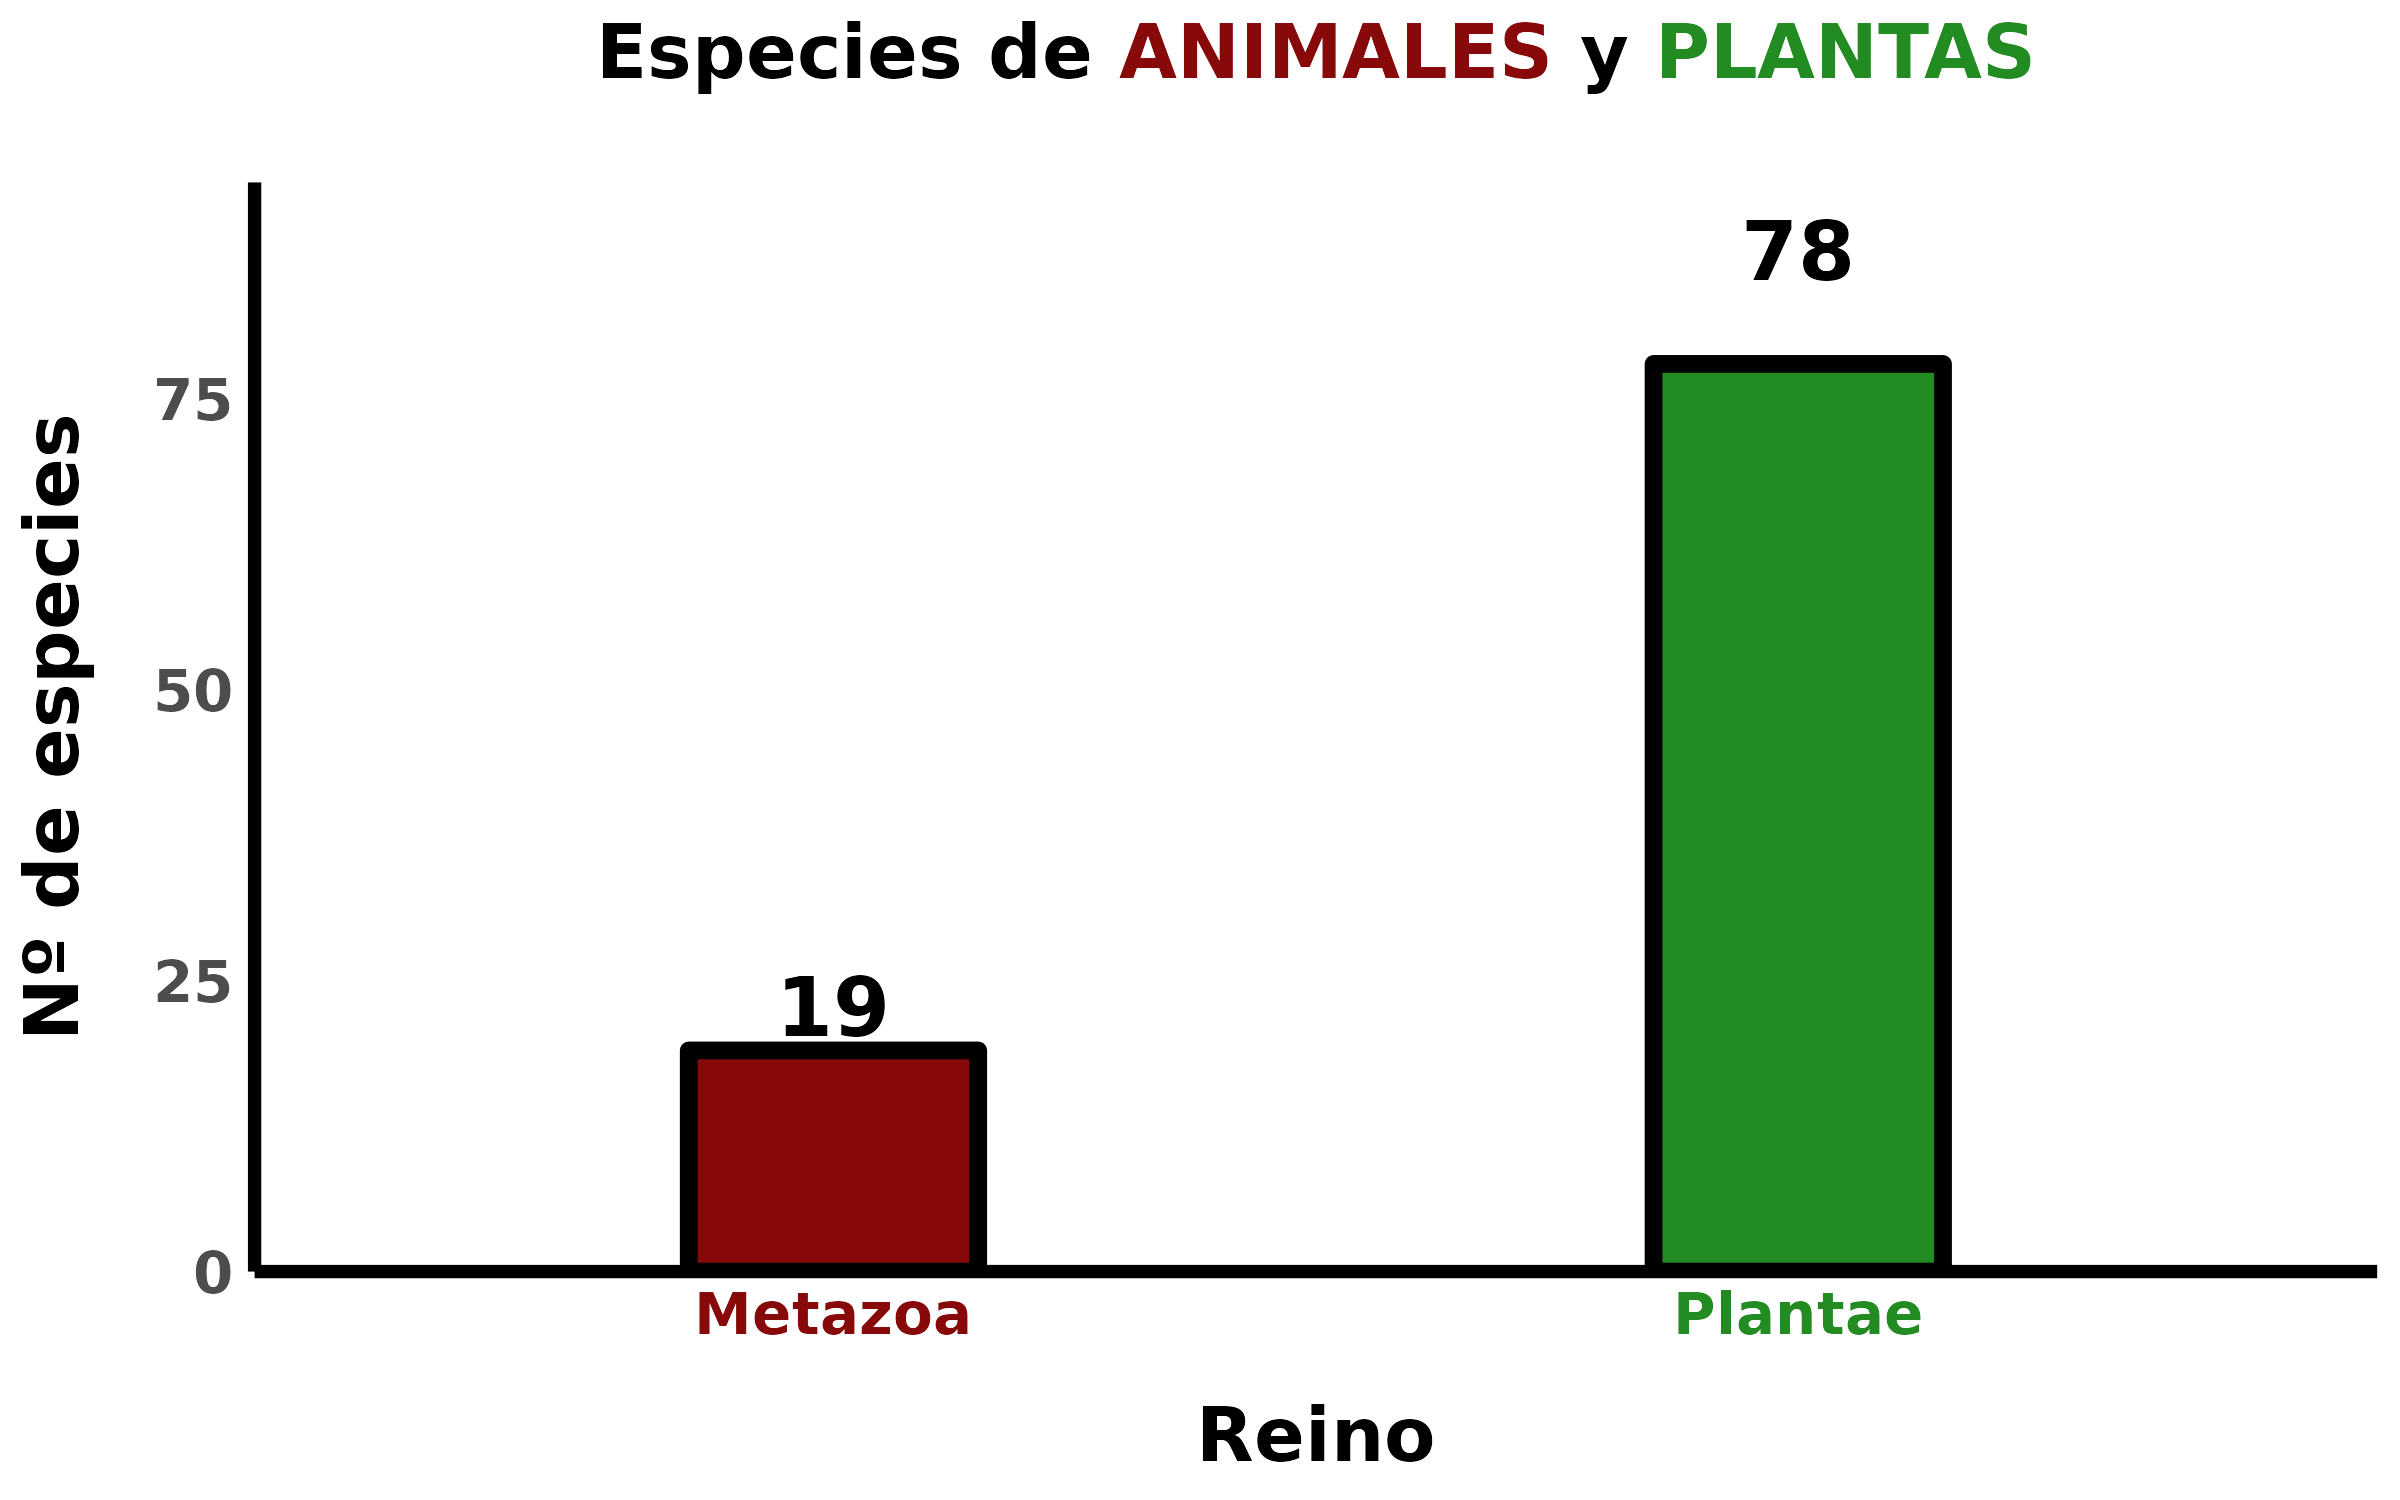 Especies de ANIMALES y PLANTAS
Nº de especies
75
50
25
0
78
19
Metazoa
Plantae
Reino